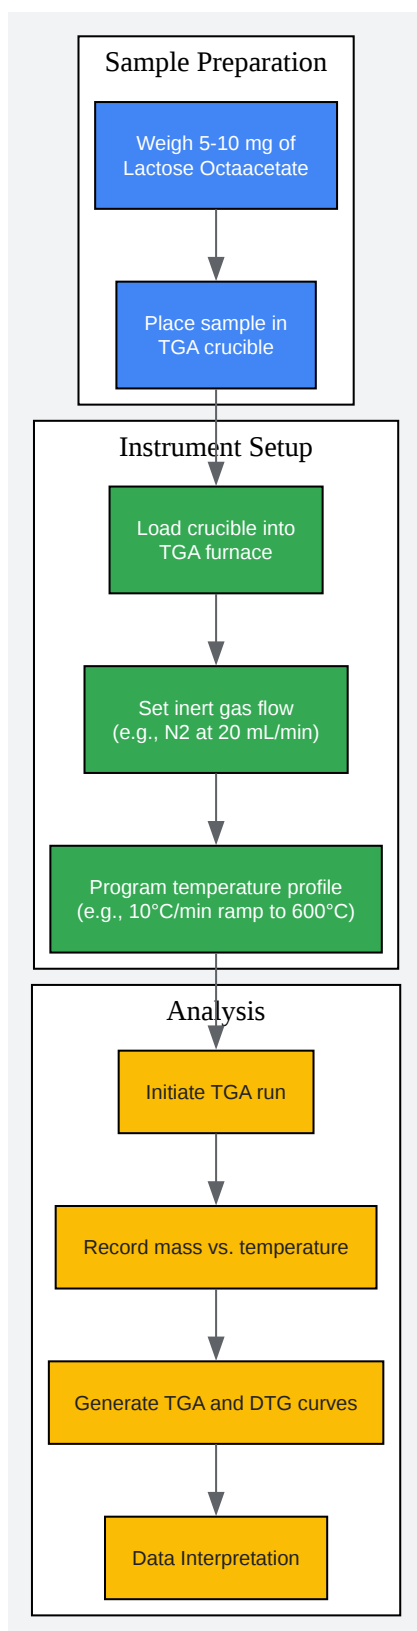 Sample Preparation
Weigh 5-10 mg of
Lactose Octaacetate
Place sample in
TGA crucible
Instrument Setup
Load crucible into
TGA furnace
Set inert gas flow
(e.g., N2 at 20 mL/min)
Program temperature profile
(e.g., 10°C/min ramp to 600°C)
Analysis
Initiate TGA run
Record mass vs. temperature
Generate TGA and DTG curves
Data Interpretation